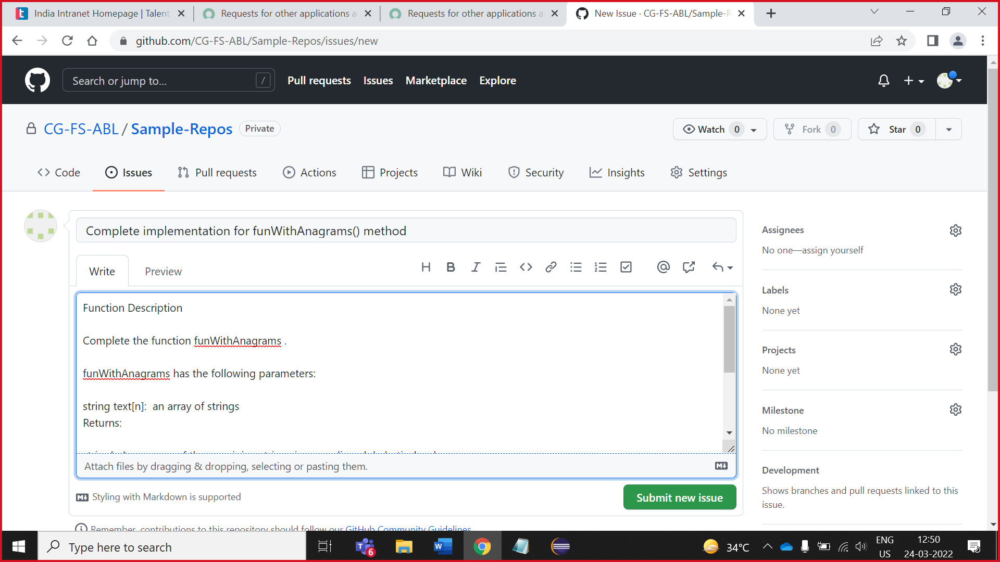 India Intranet Homepage | Talent
Requests for other applications a
Requests for other applications a
New Issue · CG-FS-ABL/Sample-R
github.com/CG-FS-ABL/Sample-Repos/issues/new
Search or jump to...
/
Pull requests
Issues
Marketplace
Explore
CG-FS-ABL / Sample-Repos
Private
Watch 0
Fork 0
Star 0
Code
Issues
Pull requests
Actions
Projects
Wiki
Security
Insights
Settings
Complete implementation for funWithAnagrams() method
Write
Preview
Function Description
Complete the function funWithAnagrams .
funWithAnagrams has the following parameters:
string text[n]:  an array of strings
Returns:
Attach files by dragging & dropping, selecting or pasting them.
Styling with Markdown is supported
Submit new issue
Remember, contributions to this repository should follow our GitHub Community Guidelines.
Assignees
No one—assign yourself
Labels
None yet
Projects
None yet
Milestone
No milestone
Development
Shows branches and pull requests linked to this
issue.
Type here to search
6
34°C
ENG
US
12:50
24-03-2022